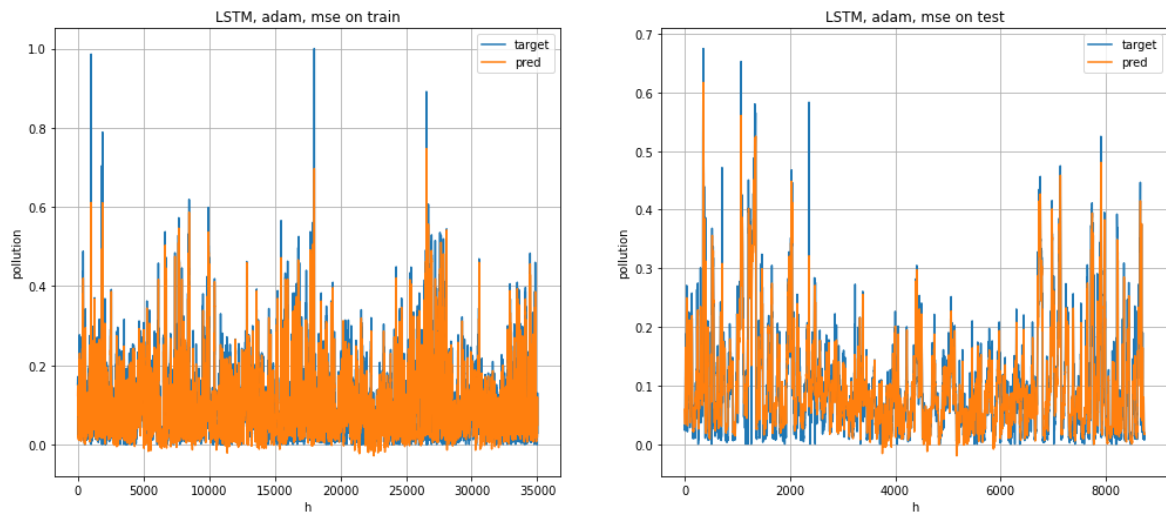 LSTM, adam, mse on train
target
pred
pollution
1.0
0.8
0.6
0.4
0.2
0.0
0
5000
10000
15000
20000
25000
30000
35000
h
LSTM, adam, mse on test
target
pred
pollution
0.7
0.6
0.5
0.4
0.3
0.2
0.1
0.0
0
2000
4000
6000
8000
h